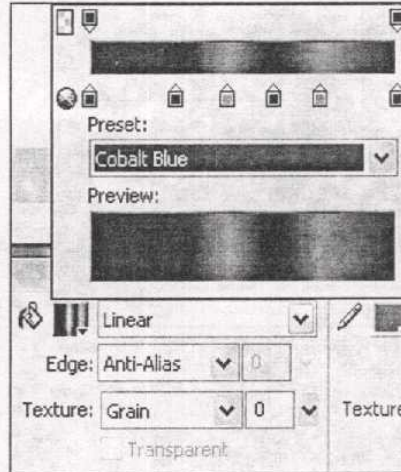 Preset:
Cobalt Blue
Preview:
Linear
Edge: Anti-Alias 0
Texture: Grain 0 Texture
Transparent